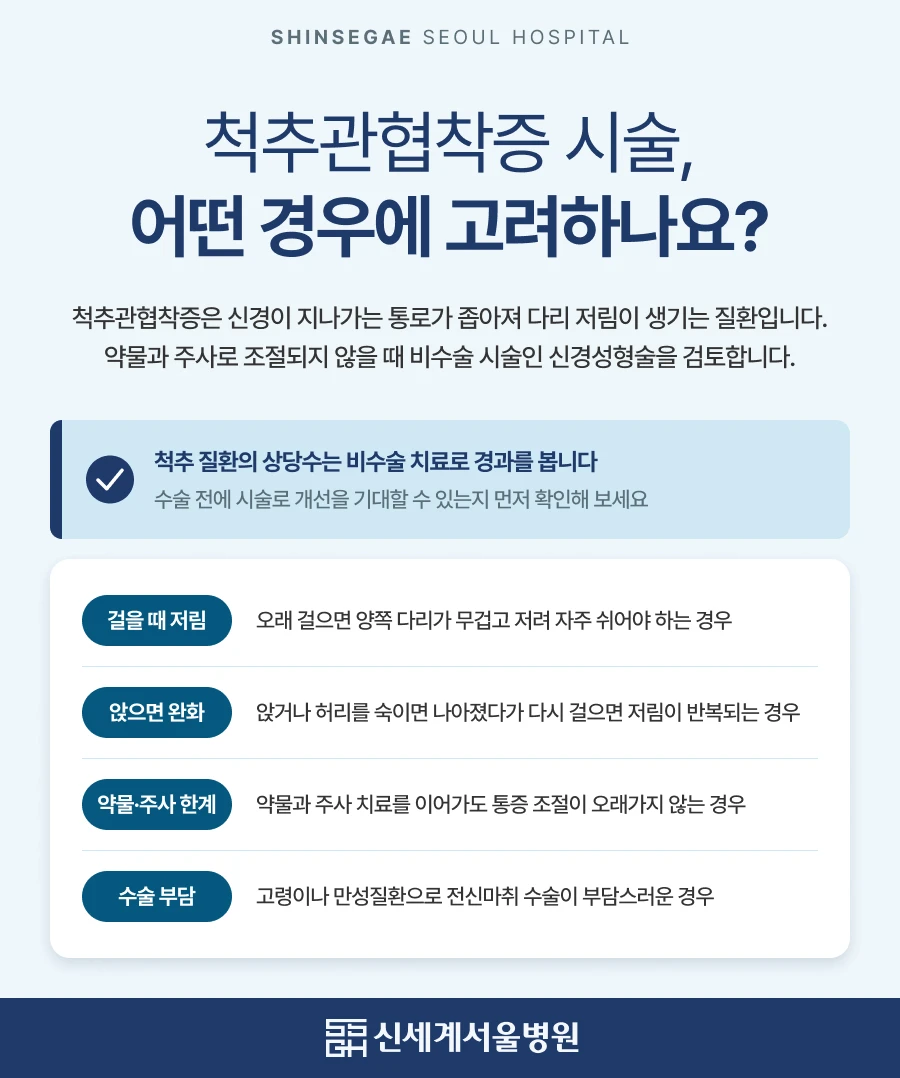 SHINSEGAE SEOUL HOSPITAL
척추관협착증 시술,
어떤 경우에 고려하나요?
척추관협착증은 신경이 지나가는 통로가 좁아져 다리 저림이 생기는 질환입니다.
약물과 주사로 조절되지 않을 때 비수술 시술인 신경성형술을 검토합니다.
척추 질환의 상당수는 비수술 치료로 경과를 봅니다
수술 전에 시술로 개선을 기대할 수 있는지 먼저 확인해 보세요
걸을 때 저림 오래 걸으면 양쪽 다리가 무겁고 저려 자주 쉬어야 하는 경우
앉으면 완화 앉거나 허리를 숙이면 나아졌다가 다시 걸으면 저림이 반복되는 경우
약물·주사 한계 약물과 주사 치료를 이어가도 통증 조절이 오래가지 않는 경우
수술 부담 고령이나 만성질환으로 전신마취 수술이 부담스러운 경우
SSGH 신세계서울병원